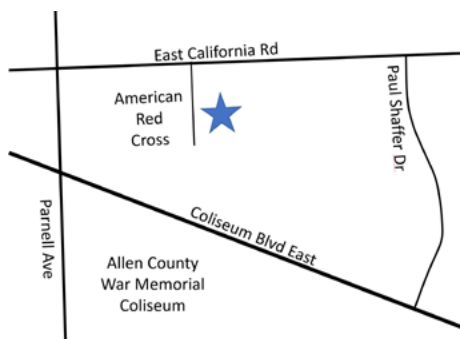 East California Rd
American
Red
Cross
Paul Shaffer Dr
Coliseum Blvd East
Parnell Ave
Allen County
War Memorial
Coliseum